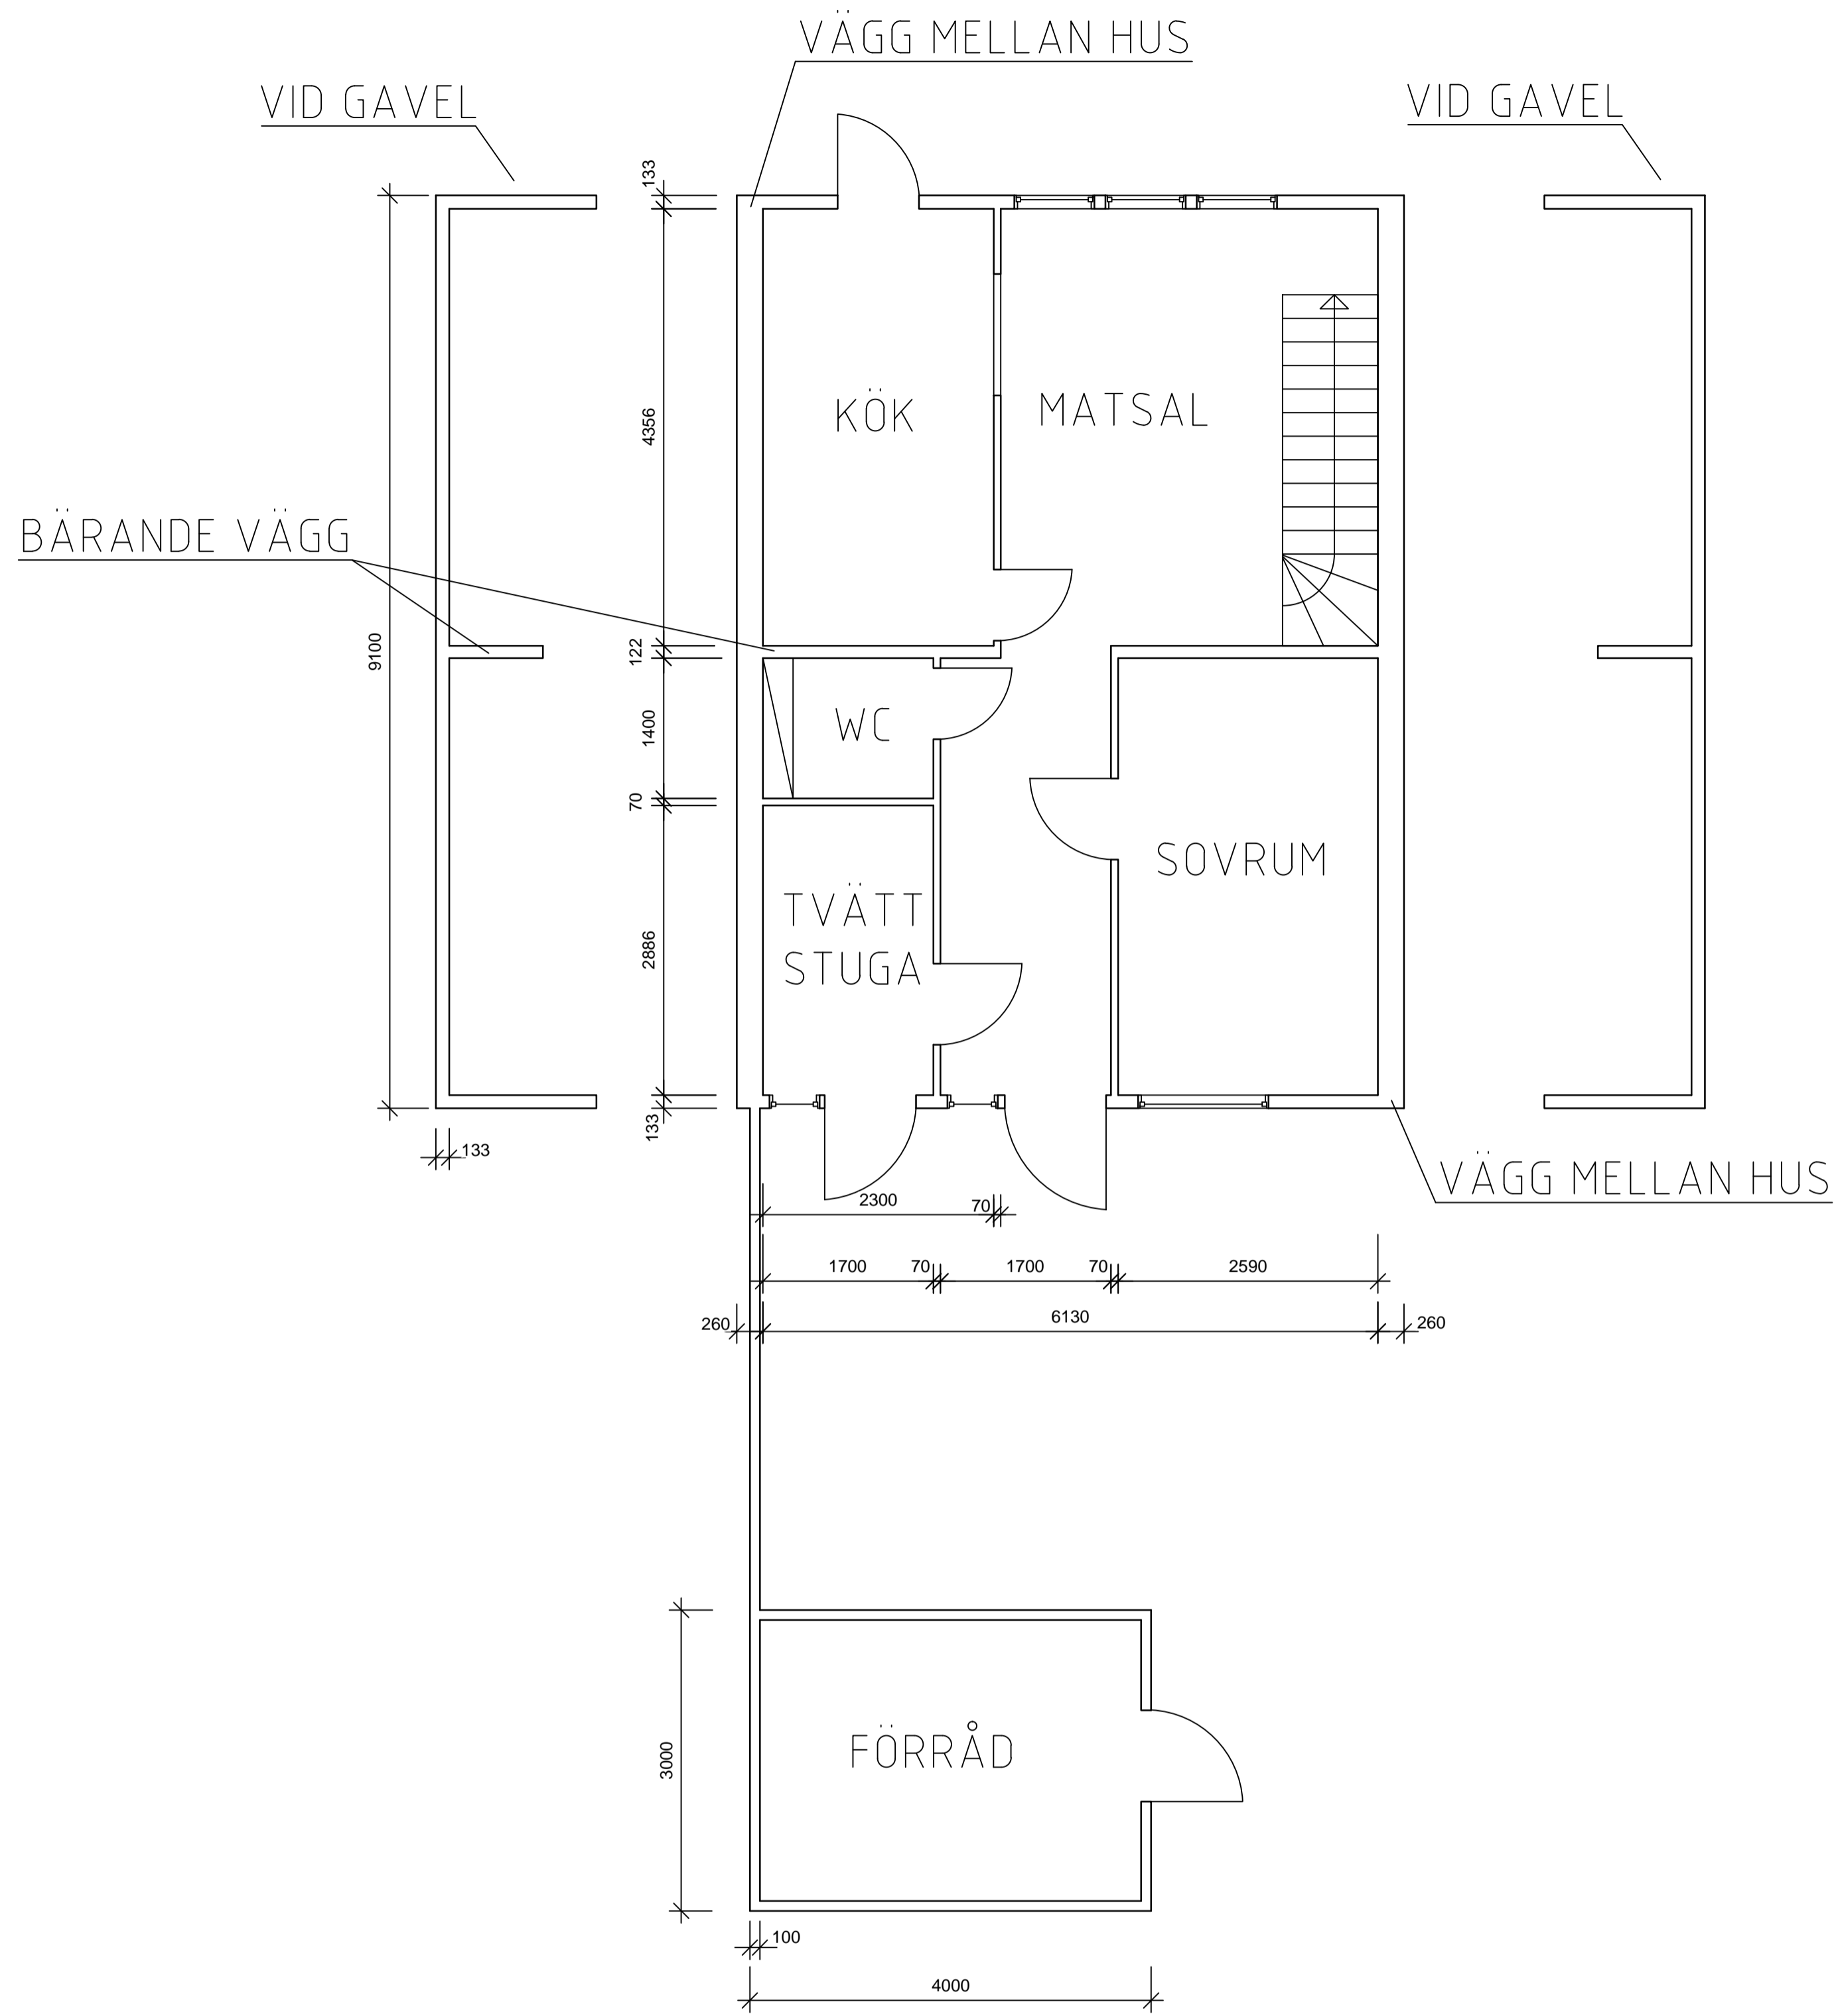 VÄGG MELLAN HUS
VID GAVEL
VID GAVEL
133
4356
KÖK
MATSAL
BÄRANDE VÄGG
9100
122
1400
WC
70
SOVRUM
TVÄTT
STUGA
2886
133
133
VÄGG MELLAN HUS
2300
70
1700
70
1700
70
2590
260
6130
260
3000
FÖRRÅD
100
4000